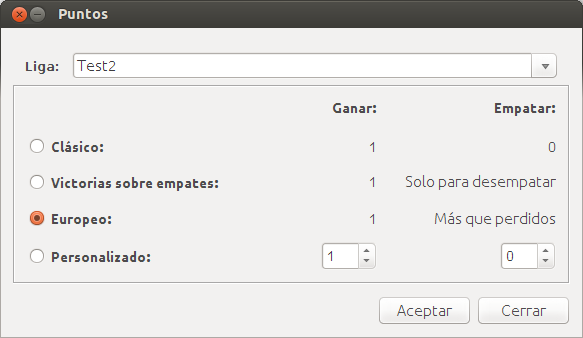 Puntos
Liga: Test2
Ganar: Empatar:
Clásico: 1 0
Victorias sobre empates: 1 Solo para desempatar
Europeo: 1 Más que perdidos
Personalizado: 1 0
Aceptar Cerrar